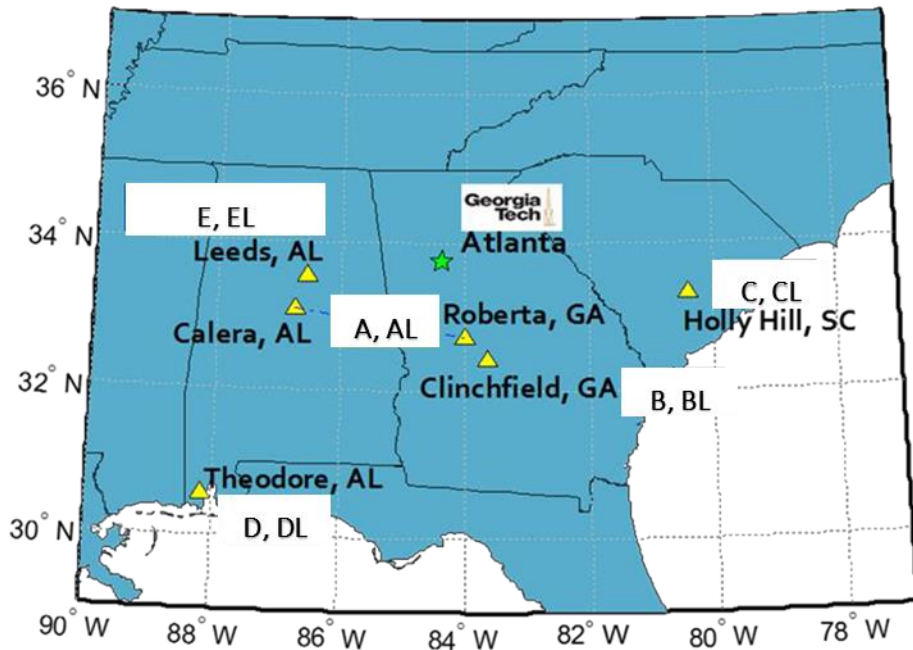 36° N
Georgia
Tech
E, EL
34° N
Atlanta
Leeds, AL
C, CL
Roberta, GA
Holly Hill, SC
Calera, AL
A, AL
32° N
Clinchfield, GA
B, BL
Theodore, AL
30° N
D, DL
90° W
88° W
86° W
84° W
82° W
80° W
78° W